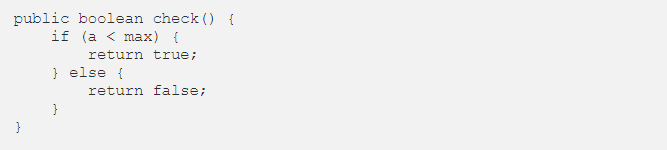 public boolean check() {
    if (a < max) {
        return true;
    } else {
        return false;
    }
}